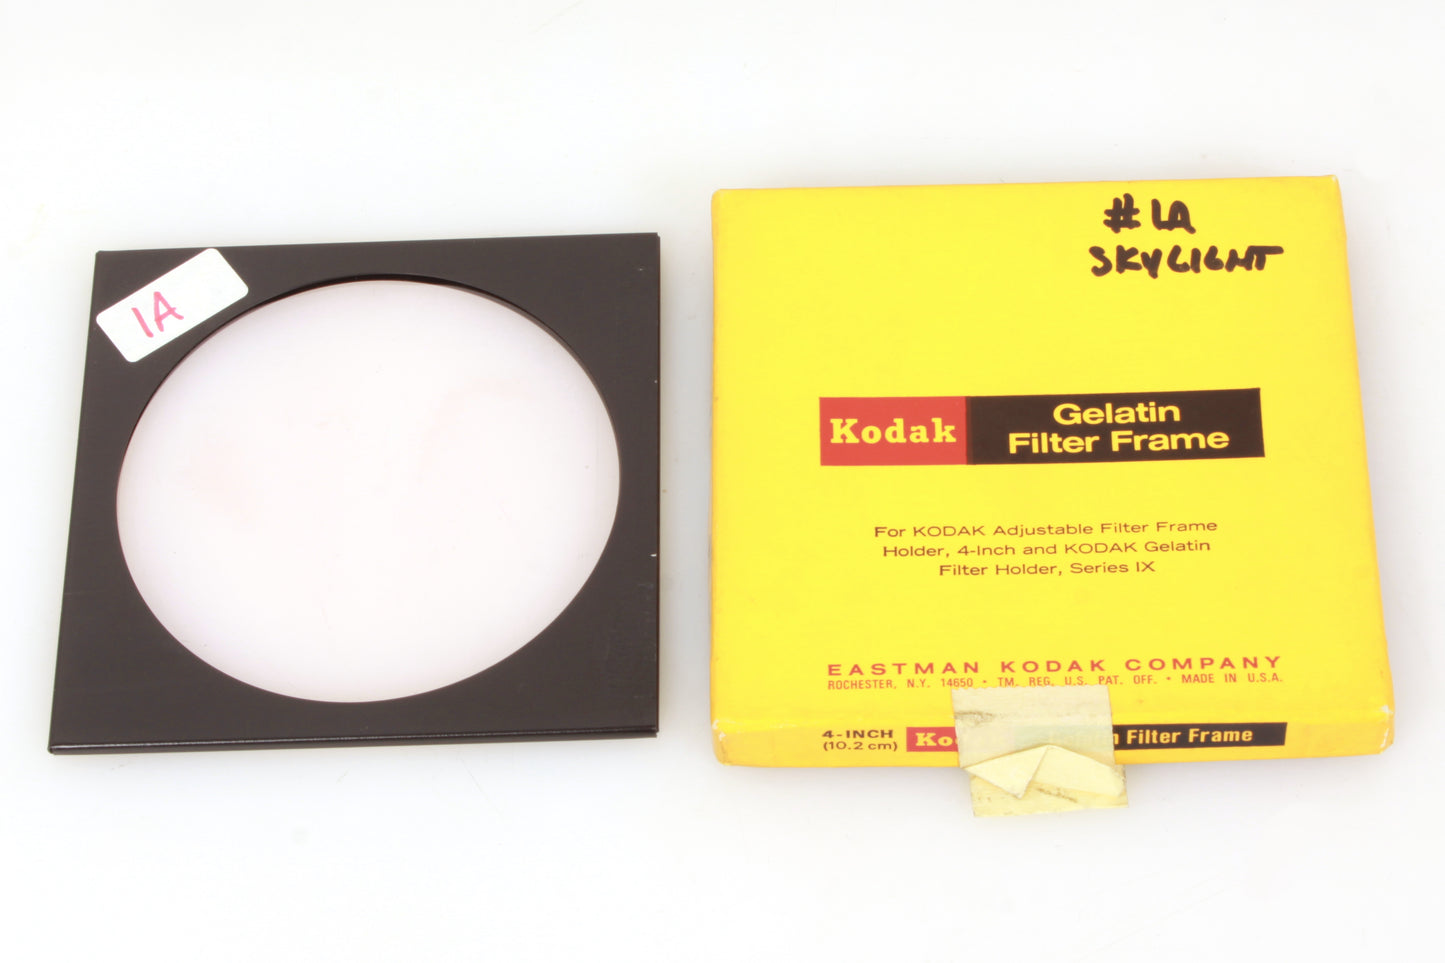 1A
#1A
SKYLIGHT
Kodak
Gelatin
Filter Frame
For KODAK Adjustable Filter Frame
Holder, 4-Inch and KODAK Gelatin
Filter Holder, Series IX
EASTMAN KODAK COMPANY
ROCHESTER, N.Y. 14650 • TM. REG. U.S. PAT. OFF. • MADE IN U.S.A.
4-INCH
(10.2 cm)
Filter Frame